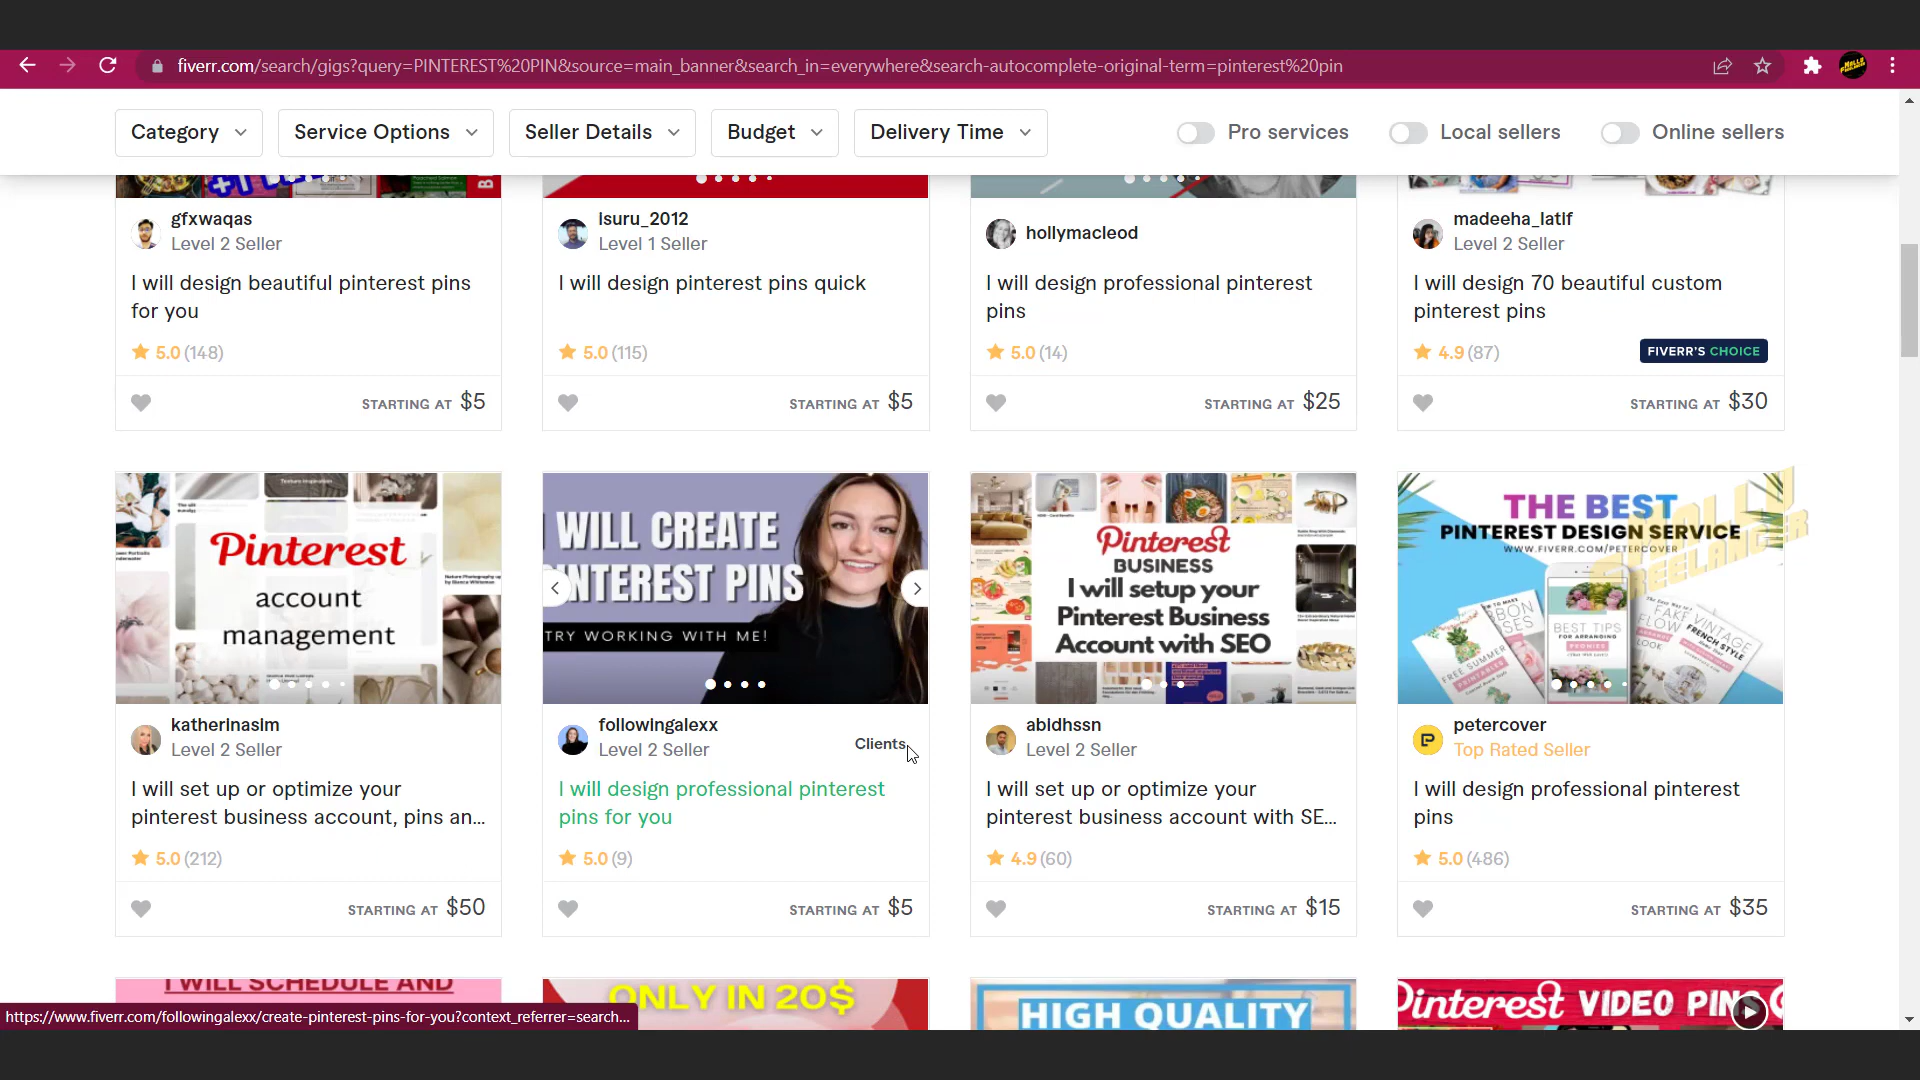 fiverr.com/search/gigs?query=PINTEREST%20PIN&source=main_banner&search_in=everywhere&search-autocomplete-original-term=pinterest%20pin
Category
Service Options
Seller Details
Budget
Delivery Time
Pro services
Local sellers
Online sellers
gfxwaqas
Level 2 Seller
I will design beautiful pinterest pins
for you
5.0 (148)
STARTING AT $5
isuru_2012
Level 1 Seller
I will design pinterest pins quick
5.0 (115)
STARTING AT $5
hollymacleod
I will design professional pinterest
pins
5.0 (14)
STARTING AT $25
madeeha_latif
Level 2 Seller
I will design 70 beautiful custom
pinterest pins
4.9 (87)
FIVERR'S CHOICE
STARTING AT $30
Pinterest
account
management
katherinasim
Level 2 Seller
I will set up or optimize your
pinterest business account, pins an...
5.0 (212)
STARTING AT $50
I WILL CREATE
INTEREST PINS
TRY WORKING WITH ME!
followingalexx
Level 2 Seller
Clients
I will design professional pinterest
pins for you
5.0 (9)
STARTING AT $5
Pinterest
BUSINESS
I will setup your
Pinterest Business
Account with SEO
abidhssn
Level 2 Seller
I will set up or optimize your
pinterest business account with SE...
4.9 (60)
STARTING AT $15
THE BEST
PINTEREST DESIGN SERVICE
WWW.FIVERR.COM/PETERCOVER
BEST TIPS
FOR ARRANGING
PEONIES
petercover
Top Rated Seller
I will design professional pinterest
pins
5.0 (486)
STARTING AT $35
I WILL SCHEDULE AND
ONLY IN 20$
HIGH QUALITY
Pinterest VIDEO PIN
https://www.fiverr.com/followingalexx/create-pinterest-pins-for-you?context_referrer=search...